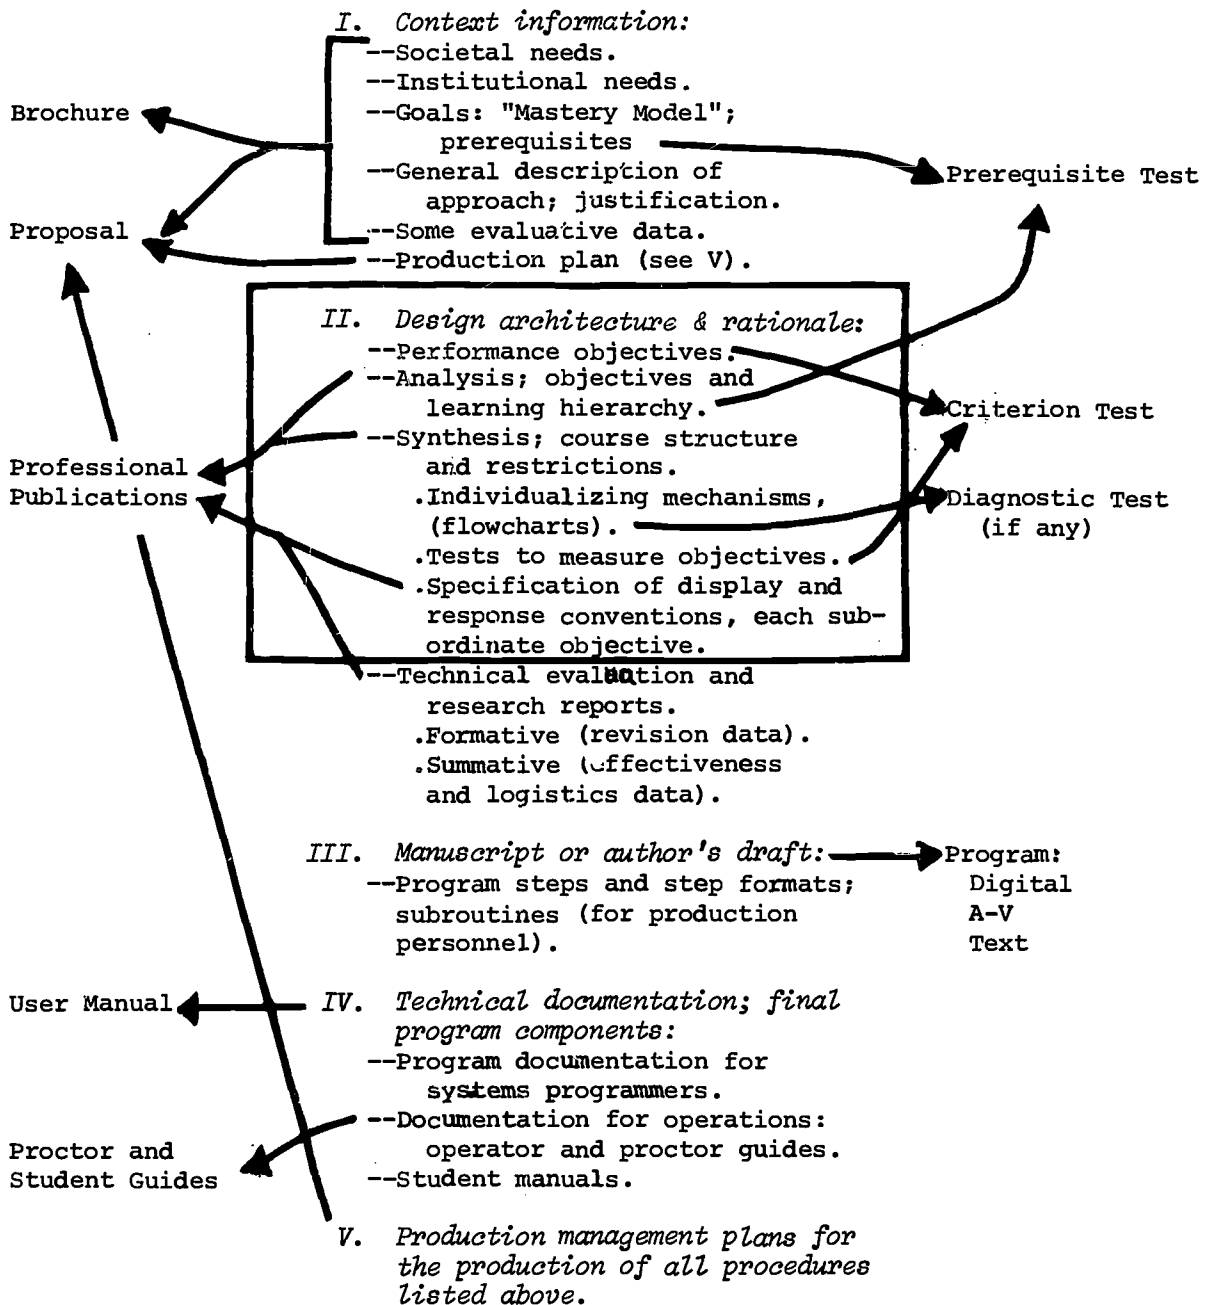 I. Context information:
--Societal needs.
--Institutional needs.
Brochure
--Goals: "Mastery Model";
prerequisites
--General description of
Prerequisite Test
approach; justification.
Proposal
--Some evaluative data.
--Production plan (see V).
II. Design architecture & rationale:
--Performance objectives.
--Analysis; objectives and
learning hierarchy.
Criterion Test
--Synthesis; course structure
and restrictions.
Professional
Publications
.Individualizing mechanisms,
(flowcharts).
Diagnostic Test
(if any)
.Tests to measure objectives.
.Specification of display and
response conventions, each sub-
ordinate objective.
--Technical evaluation and
research reports.
.Formative (revision data).
.Summative (effectiveness
and logistics data).
III. Manuscript or author's draft:
Program:
Digital
A-V
Text
--Program steps and step formats;
subroutines (for production
personnel).
User Manual
IV. Technical documentation; final
program components:
--Program documentation for
systems programmers.
--Documentation for operations:
operator and proctor guides.
Proctor and
Student Guides
--Student manuals.
V. Production management plans for
the production of all procedures
listed above.